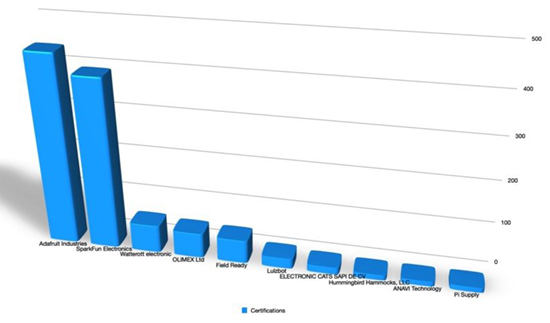 500
400
300
200
100
0
Adafruit Industries
SparkFun Electronics
Watterott electronic
OLIMEX Ltd
Field Ready
Lulzbot
ELECTRONIC CATS SAPI DE CV
Hummingbird Hammocks, LLC
ANAVI Technology
Pi Supply
Certifications